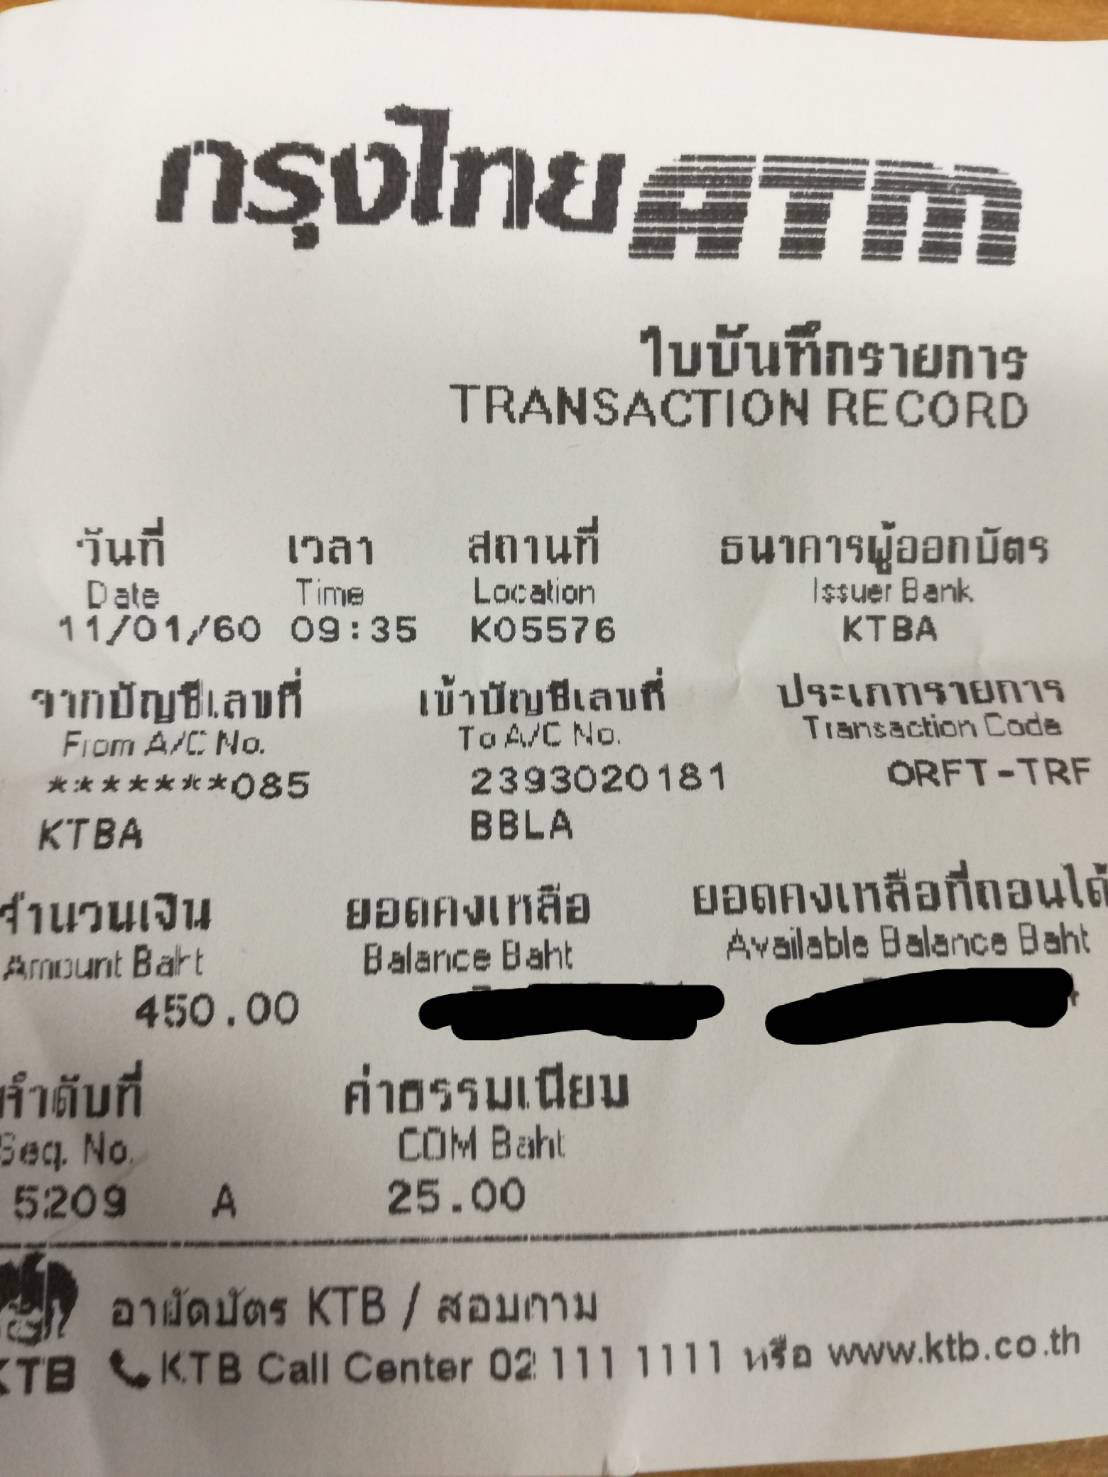 กรุงไทย ATM
ใบบันทึกรายการ
TRANSACTION RECORD
วันที่ เวลา สถานที่ ธนาคารผู้ออกบัตร
Date Time Location Issuer Bank
11/01/60 09:35 K05576 KTBA
จากบัญชีเลขที่ เข้าบัญชีเลขที่ ประเภทรายการ
From A/C No. To A/C No. Transaction Code
*******085 2393020181 ORFT-TRF
KTBA BBLA
จำนวนเงิน ยอดคงเหลือ ยอดคงเหลือที่ถอนได้
Amount Baht Balance Baht Available Balance Baht
450.00
ลำดับที่ ค่าธรรมเนียม
Seq. No. COM Baht
5209 A 25.00
อายัดบัตร KTB / สอบถาม
KTB KTB Call Center 02 111 1111 หรือ www.ktb.co.th